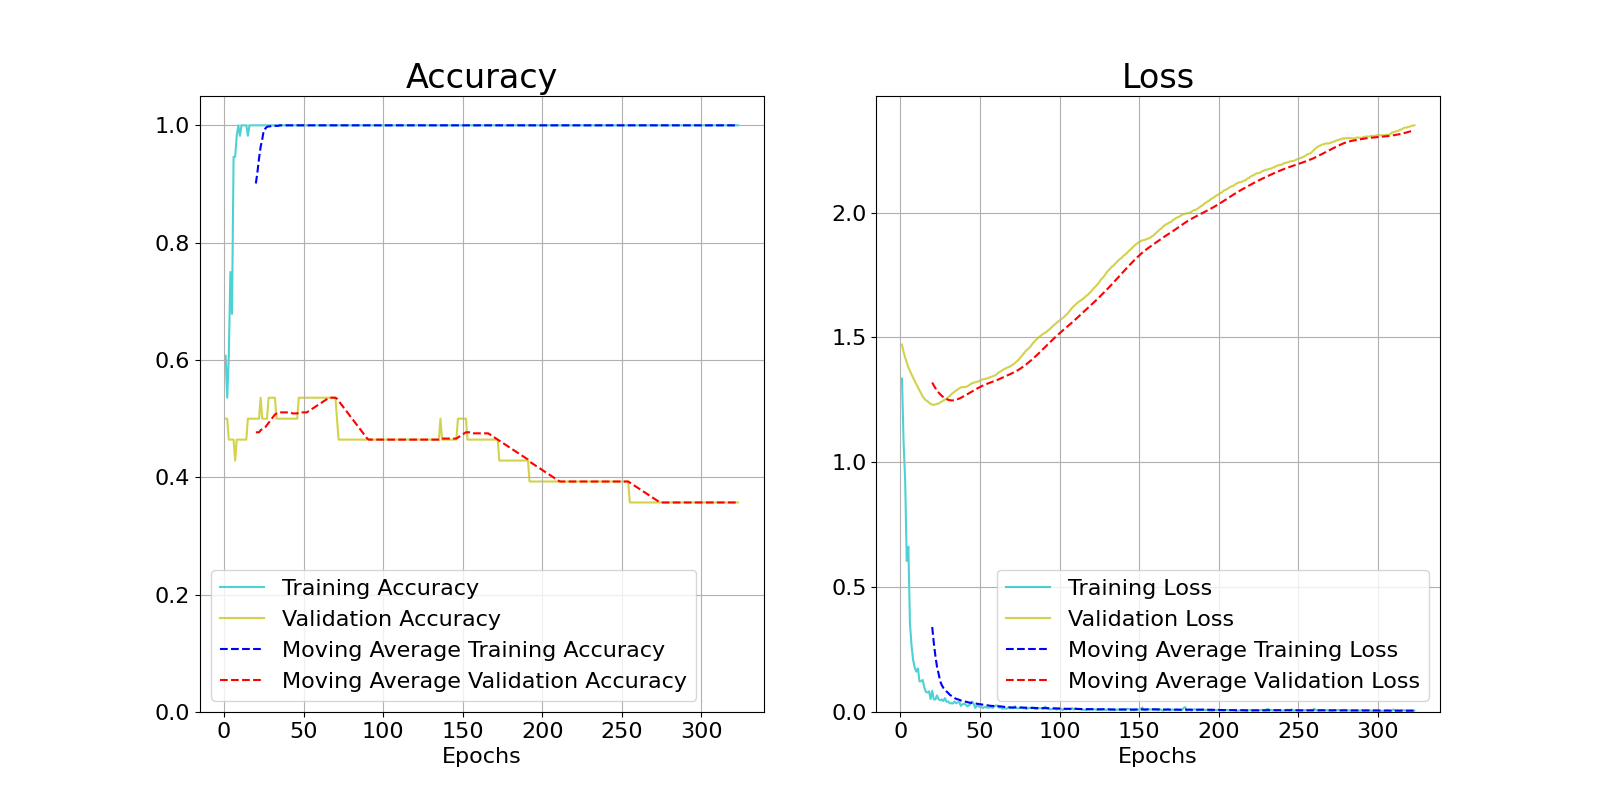 Accuracy
1.0
0.8
0.6
0.4
0.2
0.0
Training Accuracy
Validation Accuracy
Moving Average Training Accuracy
Moving Average Validation Accuracy
0 50 100 150 200 250 300
Epochs
Loss
2.0
1.5
1.0
0.5
0.0
Training Loss
Validation Loss
Moving Average Training Loss
Moving Average Validation Loss
0 50 100 150 200 250 300
Epochs